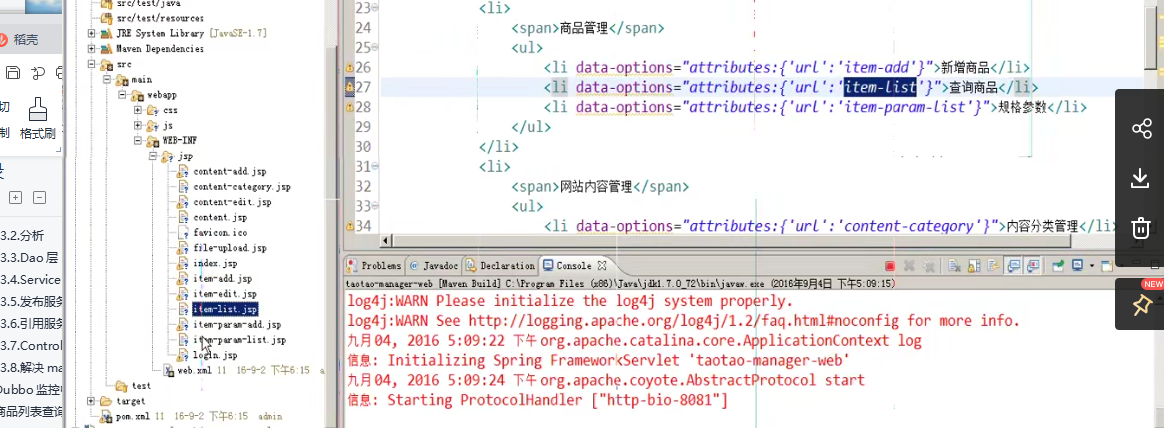 稻壳
切
制
格式刷
录
3.2.分析
3.3.Dao 层
3.4.Service
3.5.发布服务
3.6.引用服务
3.7.Control
3.8.解决 ma
Dubbo 监控中
商品列表查询
src/test/java
src/test/resources
JRE System Library [JavaSE-1.7]
Maven Dependencies
src
main
webapp
css
js
WEB-INF
jsp
content-add.jsp
content-category.jsp
content-edit.jsp
content.jsp
favicon.ico
file-upload.jsp
index.jsp
item-add.jsp
item-edit.jsp
item-list.jsp
item-param-add.jsp
item-param-list.jsp
login.jsp
web.xml 11 16-9-2 下午6:15 a
test
target
pom.xml 11 16-9-2 下午6:15 admin
23 <li>
24 <span>商品管理</span>
25 <ul>
26 <li data-options="attributes:{'url':'item-add'}">新增商品</li>
27 <li data-options="attributes:{'url':'item-list'}">查询商品</li>
28 <li data-options="attributes:{'url':'item-param-list'}">规格参数</li>
29 </ul>
30 </li>
31 <li>
32 <span>网站内容管理</span>
33 <ul>
34 <li data-options="attributes:{'url':'content-category'}">内容分类管理</li>
Problems @ Javadoc Declaration Console
taotao-manager-web [Maven Build] C:\Program Files (x86)\Java\jdk1.7.0_72\bin\javaw.exe (2016年9月4日 下午5:09:15)
log4j:WARN Please initialize the log4j system properly.
log4j:WARN See http://logging.apache.org/log4j/1.2/faq.html#noconfig for more info.
九月 04, 2016 5:09:22 下午 org.apache.catalina.core.ApplicationContext log
信息: Initializing Spring FrameworkServlet 'taotao-manager-web'
九月 04, 2016 5:09:24 下午 org.apache.coyote.AbstractProtocol start
信息: Starting ProtocolHandler ["http-bio-8081"]
NEW